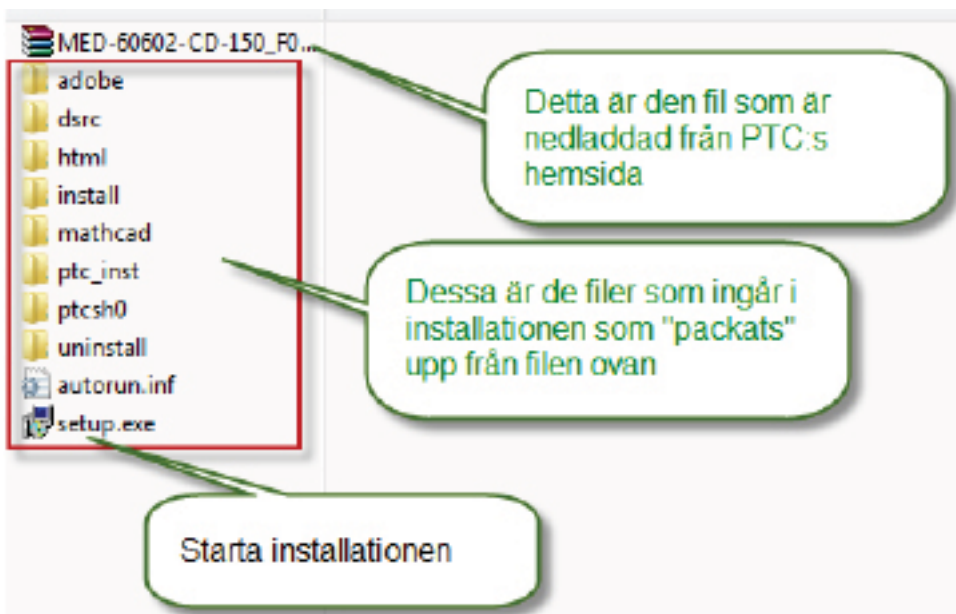 MED-60602-CD-150_F0...
adobe
dsrc
html
install
mathcad
ptc_inst
ptcsh0
uninstall
autorun.inf
setup.exe
Detta är den fil som är
nedladdad från PTC:s
hemsida
Dessa är de filer som ingår i
installationen som "packats"
upp från filen ovan
Starta installationen